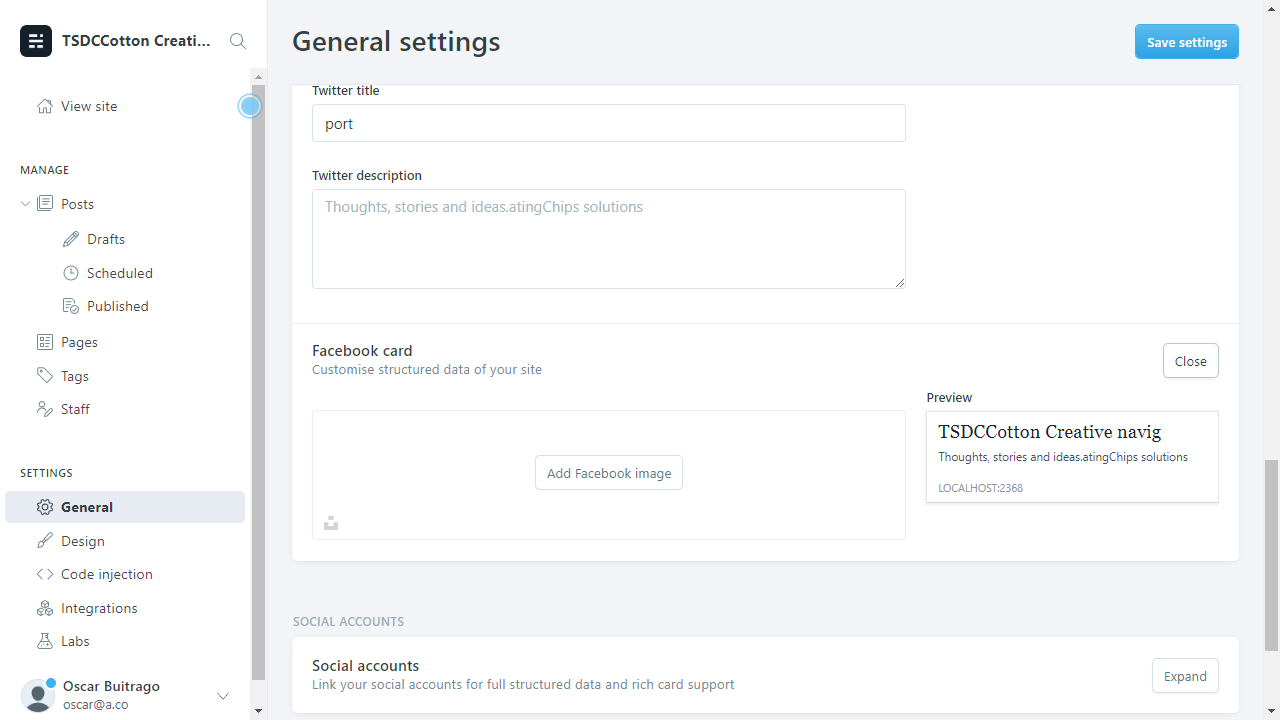 TSDCCotton Creati...
View site
MANAGE
Posts
Drafts
Scheduled
Published
Pages
Tags
Staff
SETTINGS
General
Design
Code injection
Integrations
Labs
Oscar Buitrago
oscar@a.co
General settings
Save settings
Twitter title
port
Twitter description
Thoughts, stories and ideas.atingChips solutions
Facebook card
Customise structured data of your site
Close
Add Facebook image
Preview
TSDCCotton Creative navig
Thoughts, stories and ideas.atingChips solutions
LOCALHOST:2368
SOCIAL ACCOUNTS
Social accounts
Link your social accounts for full structured data and rich card support
Expand